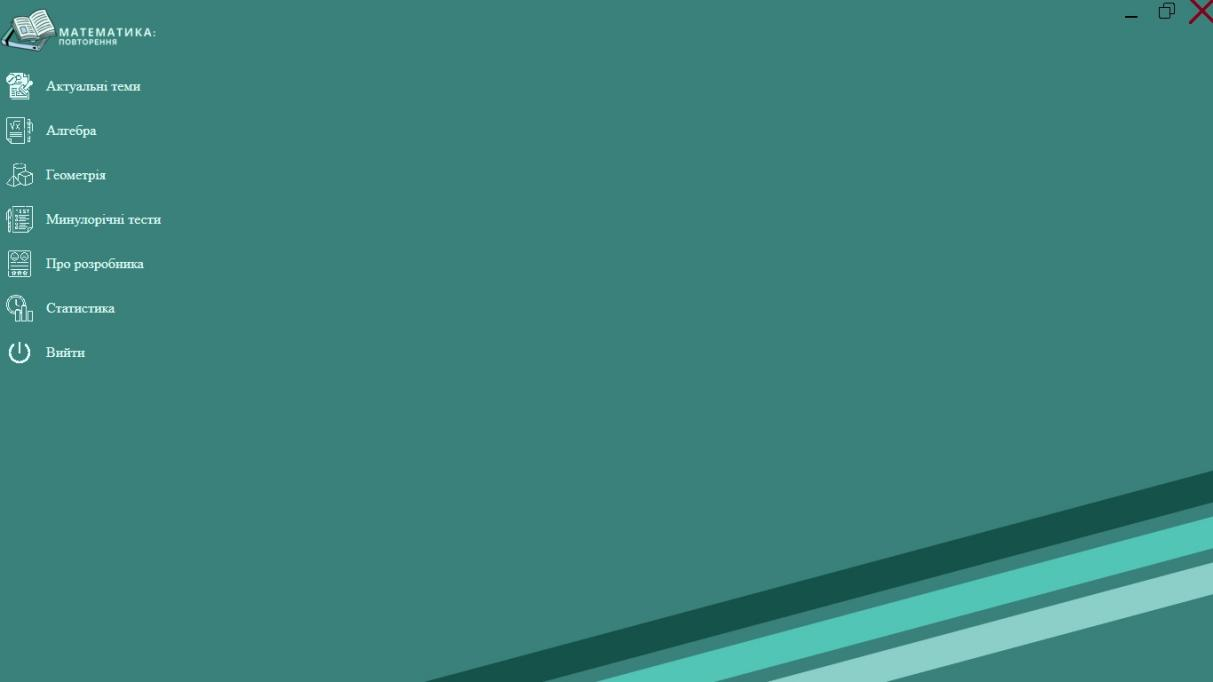 МАТЕМАТИКА:
ПОВТОРЕННЯ
Актуальні теми
Алгебра
Геометрія
Минулорічні тести
Про розробника
Статистика
Вийти